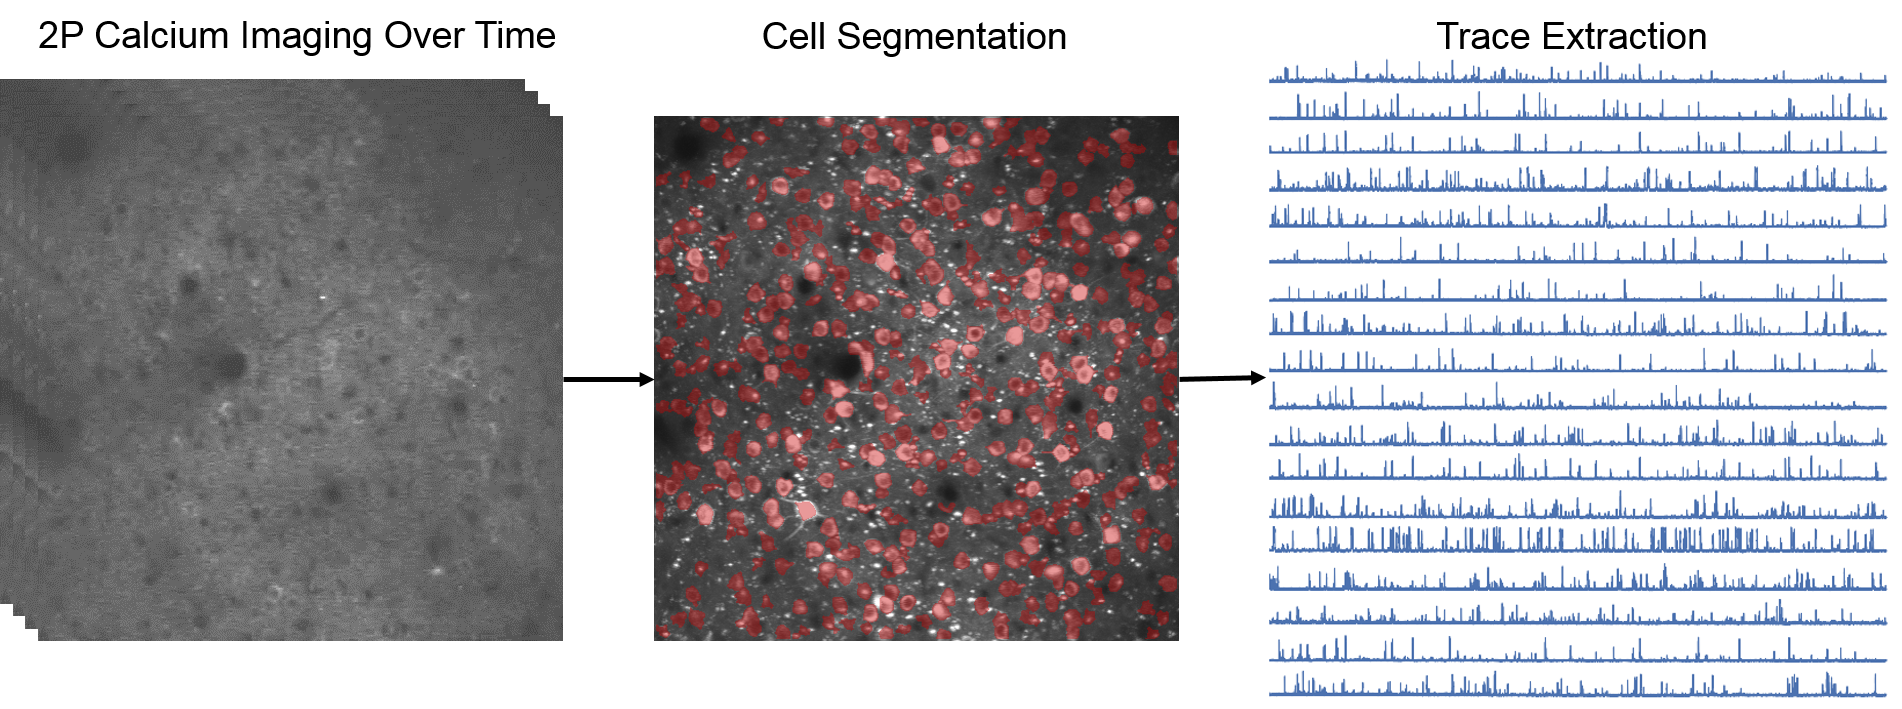 2P Calcium Imaging Over Time
Cell Segmentation
Trace Extraction